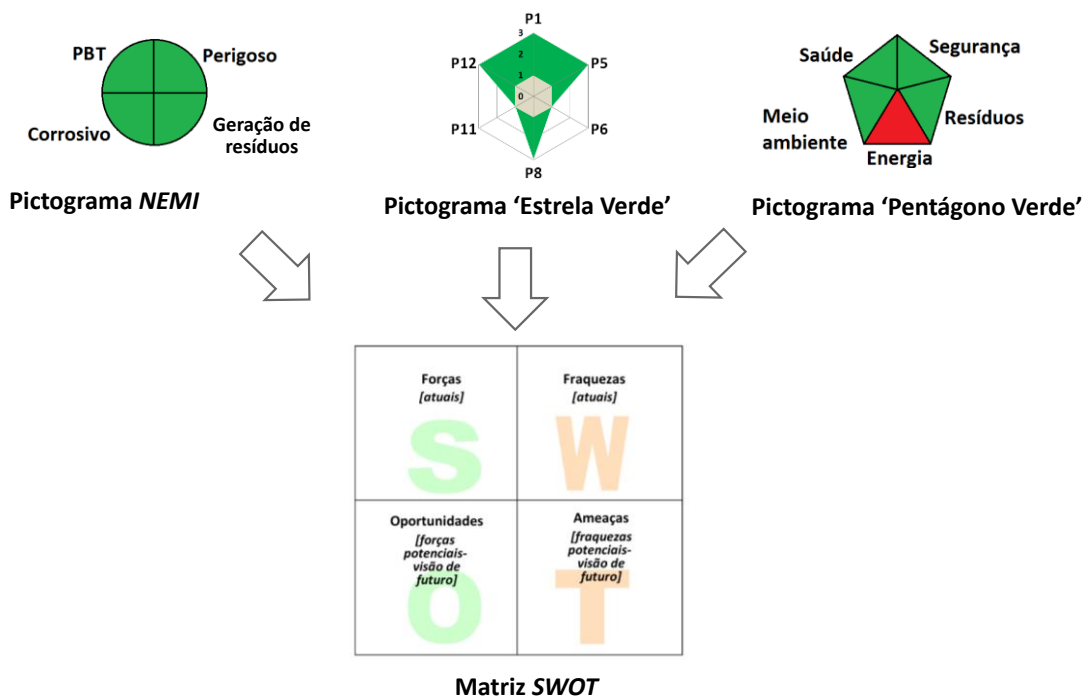 PBT
Perigoso
Corrosivo
Geração de
resíduos
Pictograma NEMI
P1
3
2
1
0
P12
P5
P11
P6
P8
Pictograma ‘Estrela Verde’
Saúde
Segurança
Meio
ambiente
Resíduos
Energia
Pictograma ‘Pentágono Verde’
Forças
[atuais]
S
Fraquezas
[atuais]
W
Oportunidades
[forças
potenciais-
visão de
futuro]
O
Ameaças
[fraquezas
potenciais-
visão de
futuro]
T
Matriz SWOT